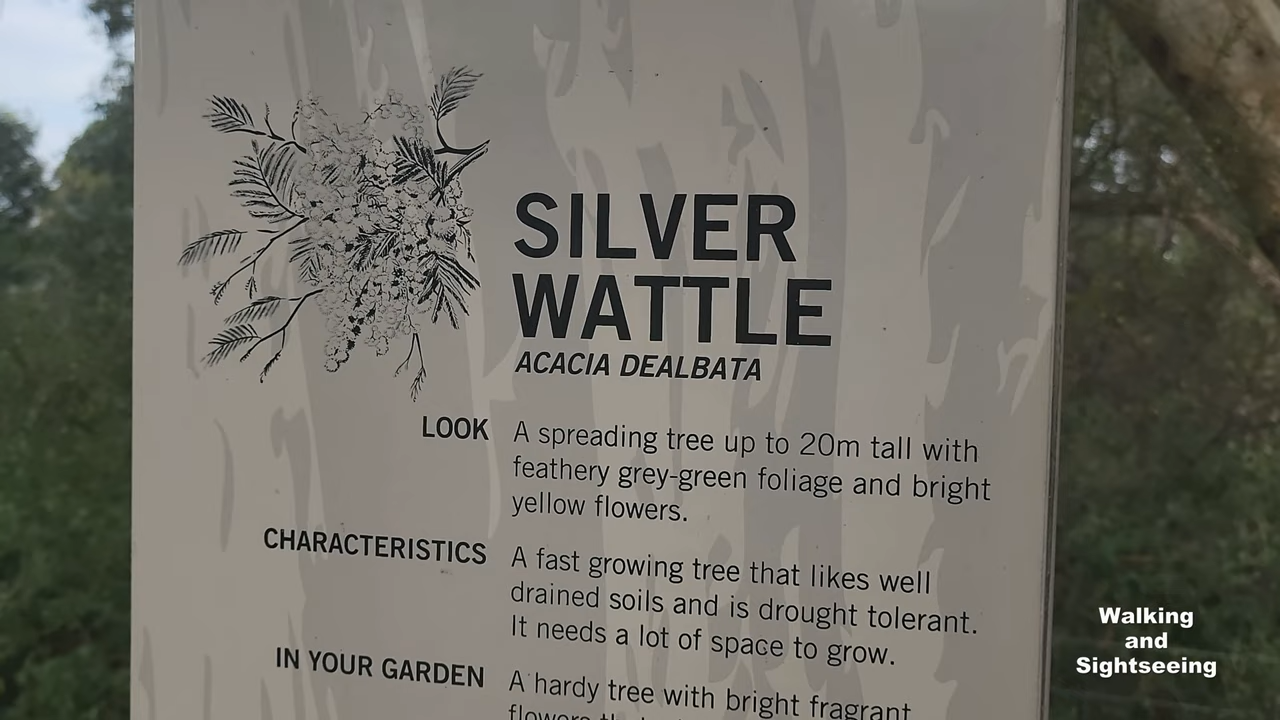 SILVER
WATTLE
ACACIA DEALBATA
LOOK
A spreading tree up to 20m tall with
feathery grey-green foliage and bright
yellow flowers.
CHARACTERISTICS
A fast growing tree that likes well
drained soils and is drought tolerant.
It needs a lot of space to grow.
IN YOUR GARDEN
A hardy tree with bright fragrant
flowers
Walking
and
Sightseeing